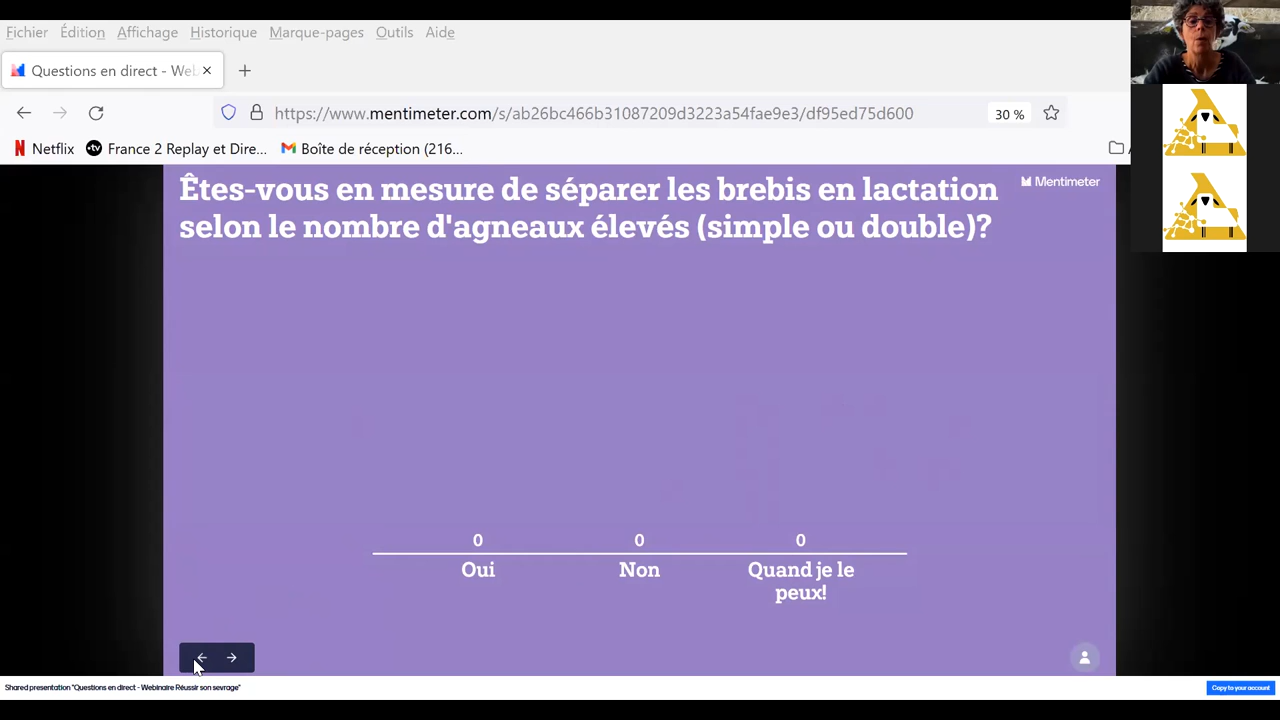 Fichier Édition Affichage Historique Marque-pages Outils Aide
Questions en direct - Wel
https://www.mentimeter.com/s/ab26bc466b31087209d3223a54fae9e3/df95ed75d600
30 %
Netflix France 2 Replay et Dire... Boîte de réception (216...
Êtes-vous en mesure de séparer les brebis en lactation
selon le nombre d'agneaux élevés (simple ou double)?
Mentimeter
0 0 0
Oui Non Quand je le
peux!
Shared presentation "Questions en direct - Webinaire Réussir son sevrage"
Copy to your account